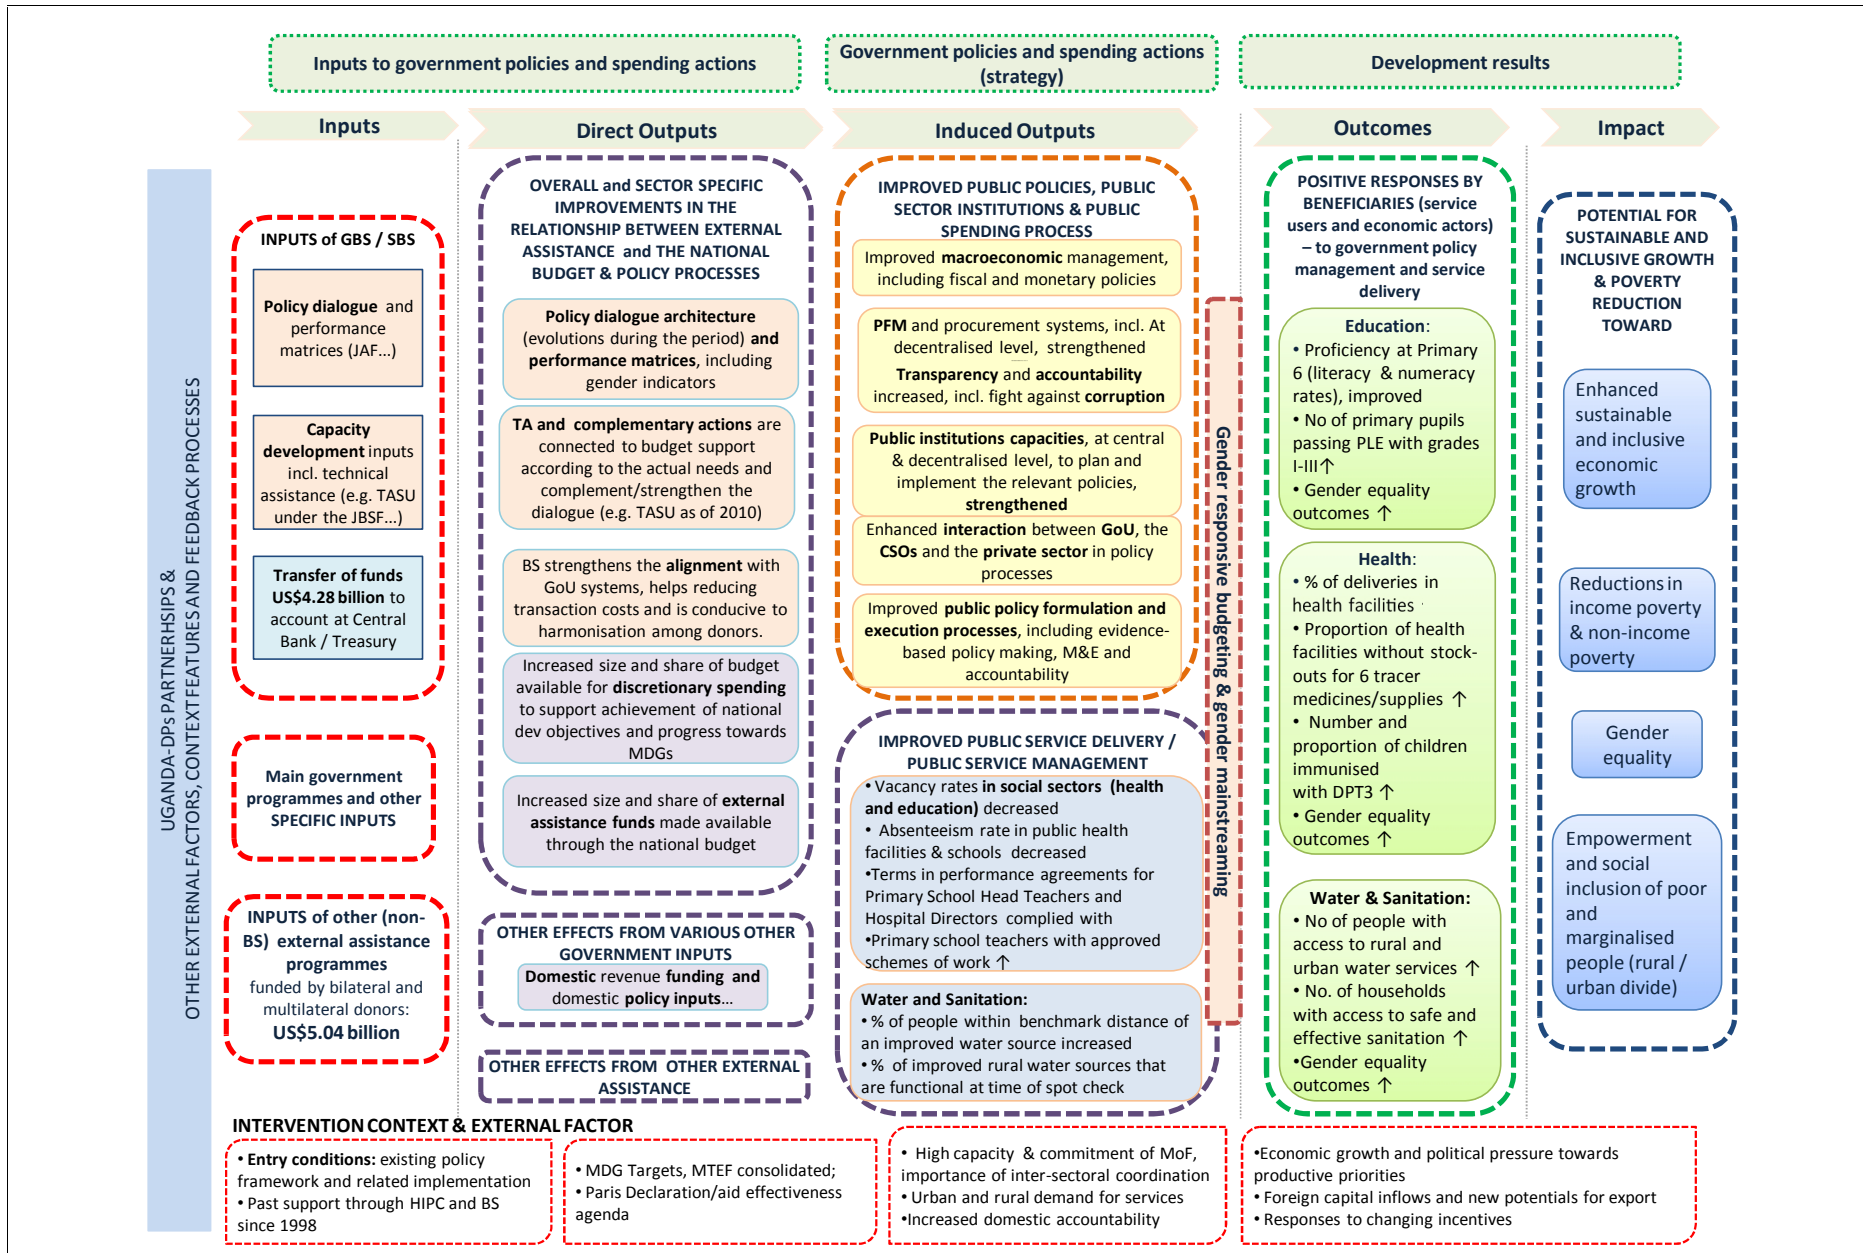 Inputs to government policies and spending actions
Government policies and spending actions
(strategy)
Development results
Inputs
Direct Outputs
Induced Outputs
Outcomes
Impact
UGANDA-DPs PARTNERHSIPS &
OTHER EXTERNAL FACTORS, CONTEXT FEATURES AND FEEDBACK PROCESSES
INPUTS of GBS / SBS
Policy dialogue and
performance
matrices (JAF...)
Capacity
development inputs
incl. technical
assistance (e.g. TASU
under the JBSF...)
Transfer of funds
US$4.28 billion to
account at Central
Bank / Treasury
Main government
programmes and other
SPECIFIC INPUTS
INPUTS of other (non-
BS) external assistance
programmes
funded by bilateral and
multilateral donors:
US$5.04 billion
OVERALL and SECTOR SPECIFIC
IMPROVEMENTS IN THE
RELATIONSHIP BETWEEN EXTERNAL
ASSISTANCE and THE NATIONAL
BUDGET & POLICY PROCESSES
Policy dialogue architecture
(evolutions during the period) and
performance matrices, including
gender indicators
TA and complementary actions are
connected to budget support
according to the actual needs and
complement/strengthen the
dialogue (e.g. TASU as of 2010)
BS strengthens the alignment with
GoU systems, helps reducing
transaction costs and is conducive to
harmonisation among donors.
Increased size and share of budget
available for discretionary spending
to support achievement of national
dev objectives and progress towards
MDGs
Increased size and share of external
assistance funds made available
through the national budget
OTHER EFFECTS FROM VARIOUS OTHER
GOVERNMENT INPUTS
Domestic revenue funding and
domestic policy inputs...
OTHER EFFECTS FROM OTHER EXTERNAL
ASSISTANCE
IMPROVED PUBLIC POLICIES, PUBLIC
SECTOR INSTITUTIONS & PUBLIC
SPENDING PROCESS
Improved macroeconomic management,
including fiscal and monetary policies
PFM and procurement systems, incl. At
decentralised level, strengthened
Transparency and accountability
increased, incl. fight against corruption
Public institutions capacities, at central
& decentralised level, to plan and
implement the relevant policies,
strengthened
Enhanced interaction between GoU, the
CSOs and the private sector in policy
processes
Improved public policy formulation and
execution processes, including evidence-
based policy making, M&E and
accountability
IMPROVED PUBLIC SERVICE DELIVERY /
PUBLIC SERVICE MANAGEMENT
• Vacancy rates in social sectors (health
and education) decreased
• Absenteeism rate in public health
facilities & schools decreased
•Terms in performance agreements for
Primary School Head Teachers and
Hospital Directors complied with
•Primary school teachers with approved
schemes of work ↑
Water and Sanitation:
• % of people within benchmark distance of
an improved water source increased
• % of improved rural water sources that
are functional at time of spot check
Gender responsive budgeting & gender mainstreaming
POSITIVE RESPONSES BY
BENEFICIARIES (service
users and economic actors)
– to government policy
management and service
delivery
Education:
• Proficiency at Primary
6 (literacy & numeracy
rates), improved
• No of primary pupils
passing PLE with grades
I-III↑
• Gender equality
outcomes ↑
Health:
• % of deliveries in
health facilities
• Proportion of health
facilities without stock-
outs for 6 tracer
medicines/supplies ↑
• Number and
proportion of children
immunised
with DPT3 ↑
• Gender equality
outcomes ↑
Water & Sanitation:
• No of people with
access to rural and
urban water services ↑
• No. of households
with access to safe and
effective sanitation ↑
•Gender equality
outcomes ↑
POTENTIAL FOR
SUSTAINABLE AND
INCLUSIVE GROWTH
& POVERTY
REDUCTION
TOWARD
Enhanced
sustainable
and inclusive
economic
growth
Reductions in
income poverty
& non-income
poverty
Gender
equality
Empowerment
and social
inclusion of poor
and
marginalised
people (rural /
urban divide)
INTERVENTION CONTEXT & EXTERNAL FACTOR
• Entry conditions: existing policy
framework and related implementation
• Past support through HIPC and BS
since 1998
• MDG Targets, MTEF consolidated;
• Paris Declaration/aid effectiveness
agenda
• High capacity & commitment of MoF,
importance of inter-sectoral coordination
• Urban and rural demand for services
•Increased domestic accountability
•Economic growth and political pressure towards
productive priorities
• Foreign capital inflows and new potentials for export
• Responses to changing incentives